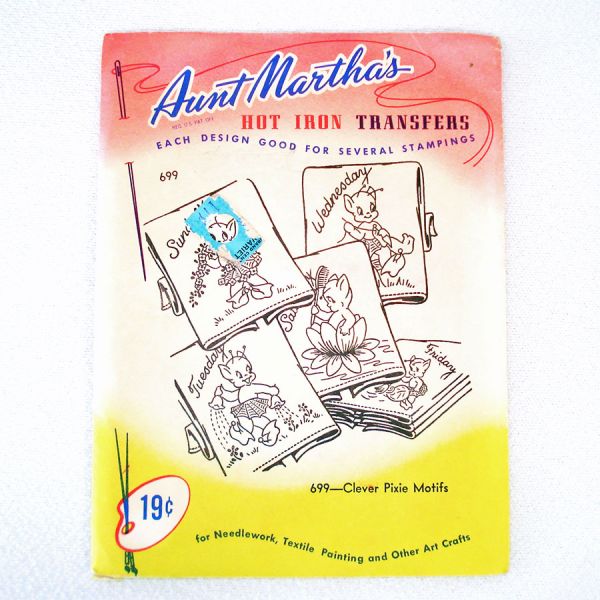 Aunt Martha's
REG. U.S. PAT. OFF.
HOT IRON TRANSFERS
EACH DESIGN GOOD FOR SEVERAL STAMPINGS
699
Wednesday
Tuesday
Friday
699—Clever Pixie Motifs
19¢
for Needlework, Textile Painting and Other Art Crafts